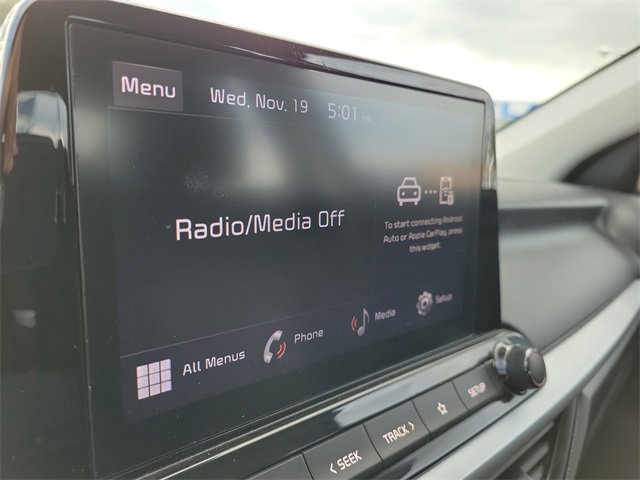 Menu
Wed, Nov. 19 5:01 PM
Radio/Media Off
To start connecting Android
Auto or Apple CarPlay, press
this widget.
All Menus
Phone
Media
Setup
< SEEK
TRACK >
SETUP